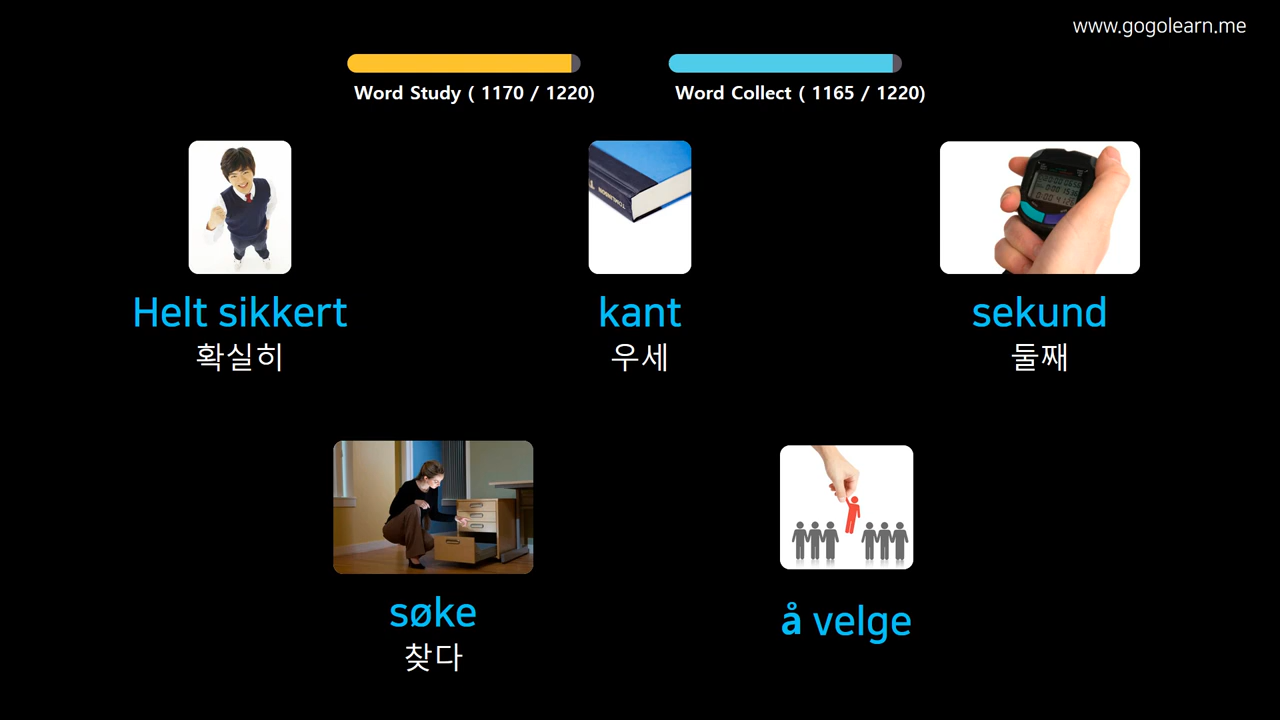 www.gogolearn.me
Word Study ( 1170 / 1220)
Word Collect ( 1165 / 1220)
TOMLINSON
Helt sikkert
kant
sekund
확실히
우세
둘째
søke
å velge
찾다